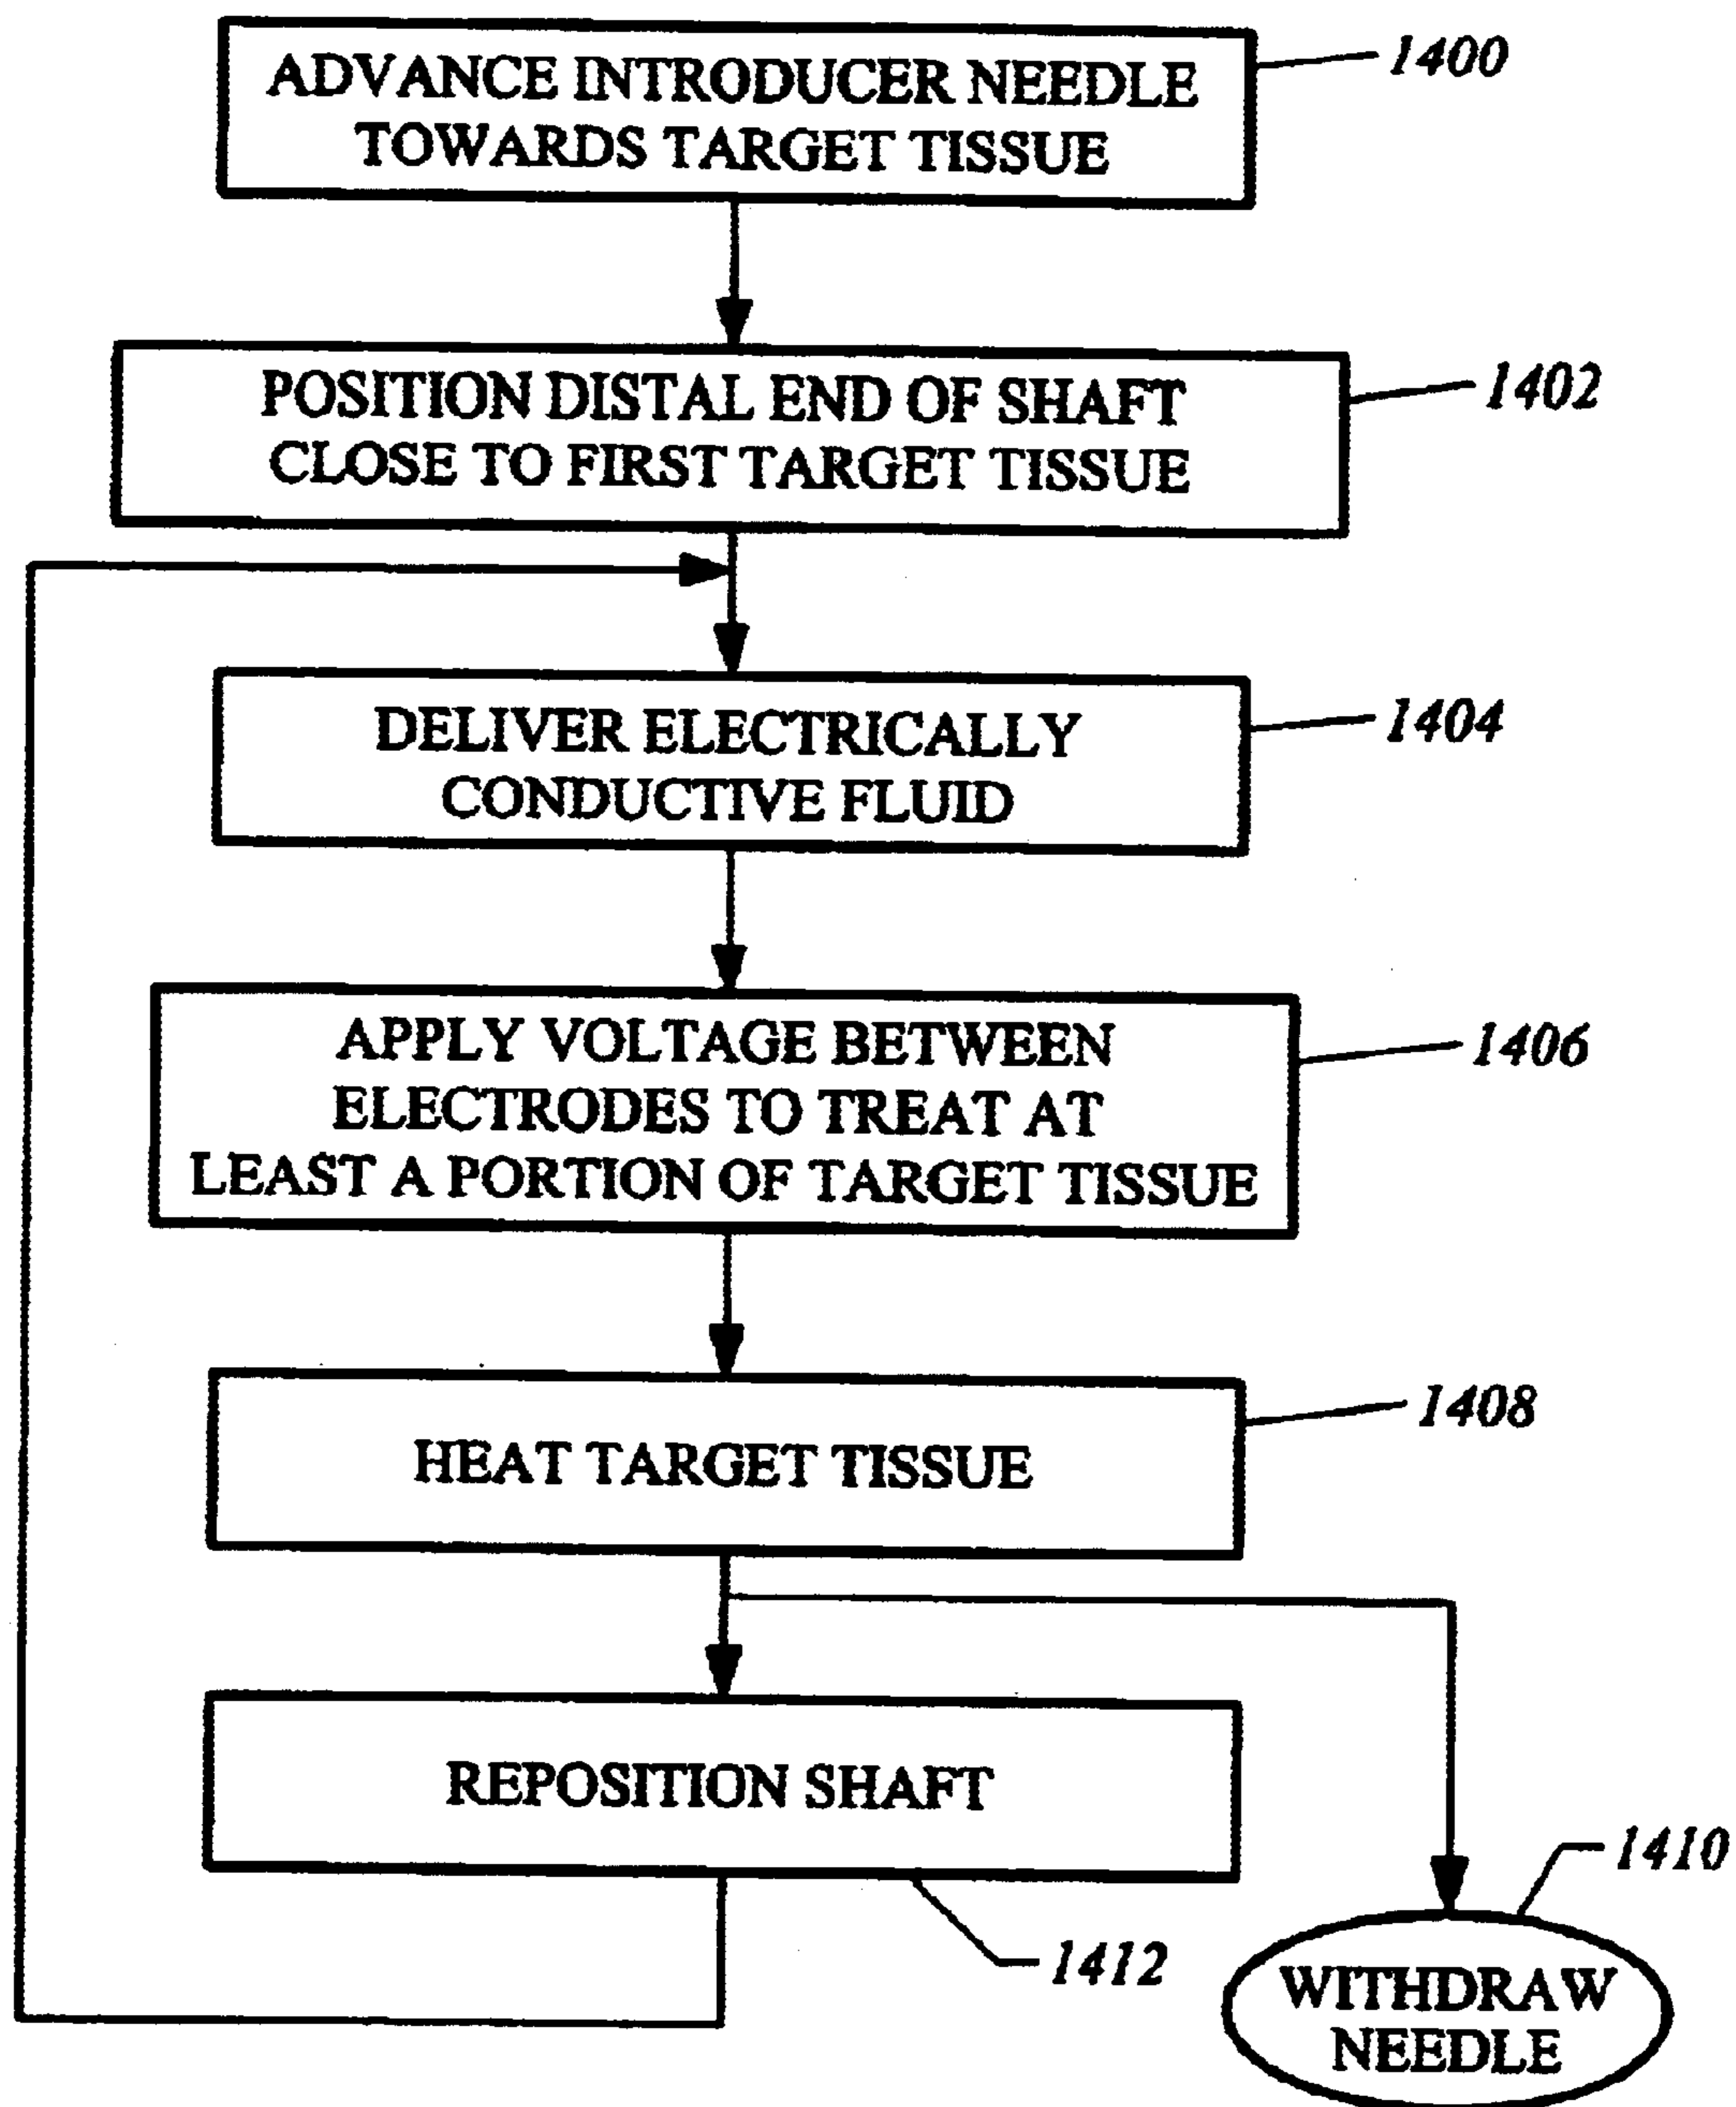 ADVANCE INTRODUCER NEEDLE
TOWARDS TARGET TISSUE
1400
POSITION DISTAL END OF SHAFT
CLOSE TO FIRST TARGET TISSUE
1402
DELIVER ELECTRICALLY
CONDUCTIVE FLUID
1404
APPLY VOLTAGE BETWEEN
ELECTRODES TO TREAT AT
LEAST A PORTION OF TARGET TISSUE
1406
HEAT TARGET TISSUE
1408
REPOSITION SHAFT
1412
WITHDRAW
NEEDLE
1410